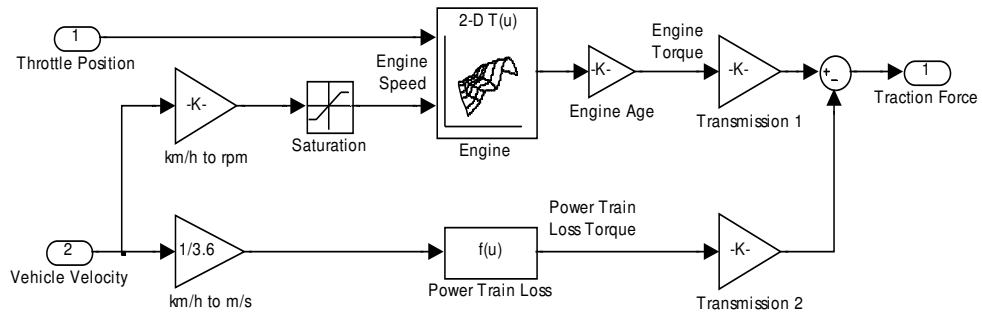 1
Throttle Position
-K-
km/h to rpm
Saturation
Engine
Speed
2-D T(u)
Engine
-K-
Engine Age
Engine
Torque
-K-
Transmission 1
+
-
1
Traction Force
2
Vehicle Velocity
1/3.6
km/h to m/s
f(u)
Power Train Loss
Power Train
Loss Torque
-K-
Transmission 2